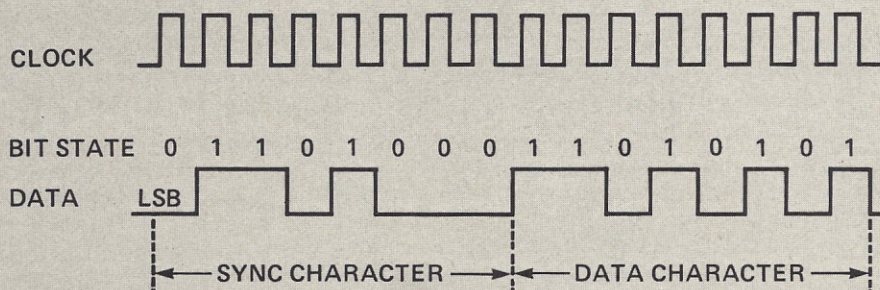 CLOCK
BIT STATE 0 1 1 0 1 0 0 0 1 1 0 1 0 1 0 1
DATA LSB
SYNC CHARACTER DATA CHARACTER